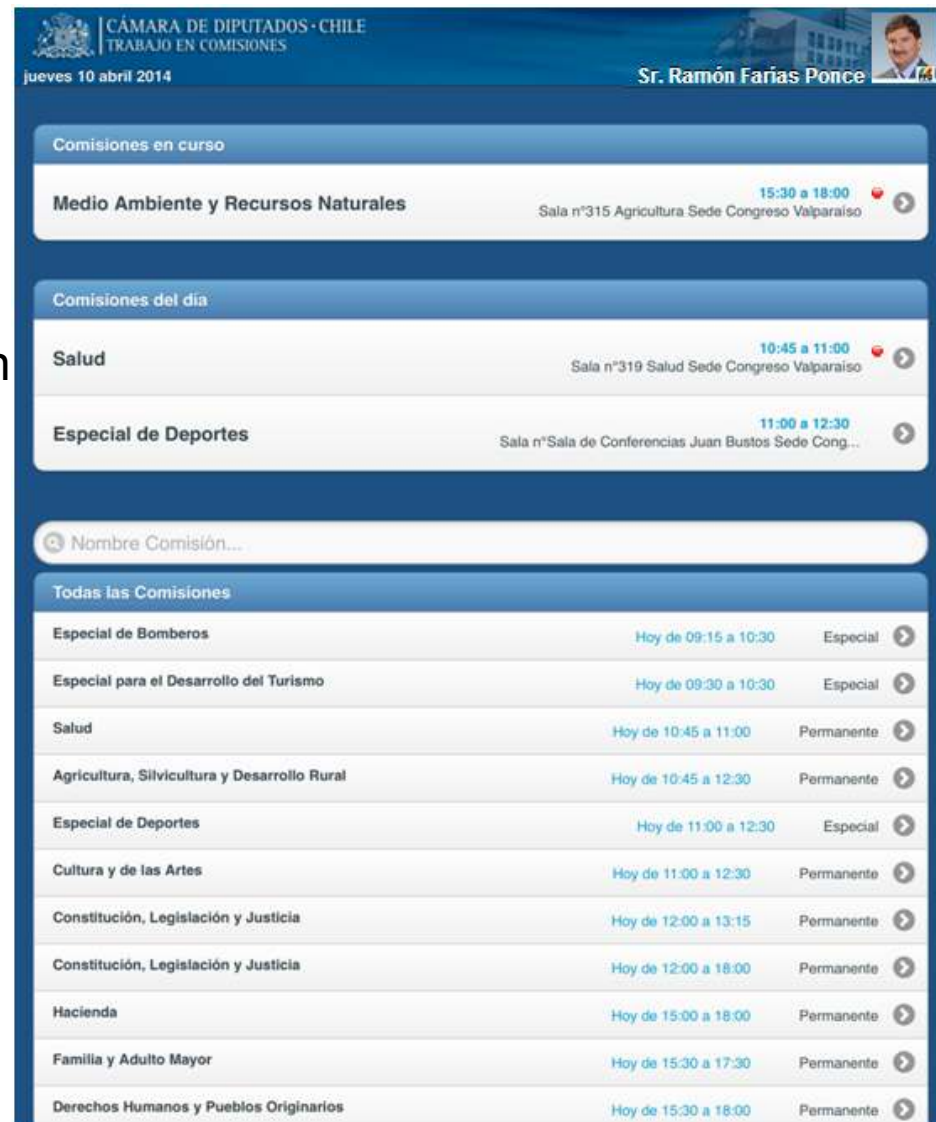 CÁMARA DE DIPUTADOS · CHILE
TRABAJO EN COMISIONES
jueves 10 abril 2014
Sr. Ramón Farias Ponce
Comisiones en curso
Medio Ambiente y Recursos Naturales
15:30 a 18:00
Sala n°315 Agricultura Sede Congreso Valparaíso
Comisiones del día
Salud
10:45 a 11:00
Sala n°319 Salud Sede Congreso Valparaíso
n
Especial de Deportes
11:00 a 12:30
Sala n°Sala de Conferencias Juan Bustos Sede Cong...
Nombre Comisión...
Todas las Comisiones
Especial de Bomberos Hoy de 09:15 a 10:30 Especial
Especial para el Desarrollo del Turismo Hoy de 09:30 a 10:30 Especial
Salud Hoy de 10:45 a 11:00 Permanente
Agricultura, Silvicultura y Desarrollo Rural Hoy de 10:45 a 12:30 Permanente
Especial de Deportes Hoy de 11:00 a 12:30 Especial
Cultura y de las Artes Hoy de 11:00 a 12:30 Permanente
Constitución, Legislación y Justicia Hoy de 12:00 a 13:15 Permanente
Constitución, Legislación y Justicia Hoy de 12:00 a 18:00 Permanente
Hacienda Hoy de 15:00 a 18:00 Permanente
Familia y Adulto Mayor Hoy de 15:30 a 17:30 Permanente
Derechos Humanos y Pueblos Originarios Hoy de 15:30 a 18:00 Permanente